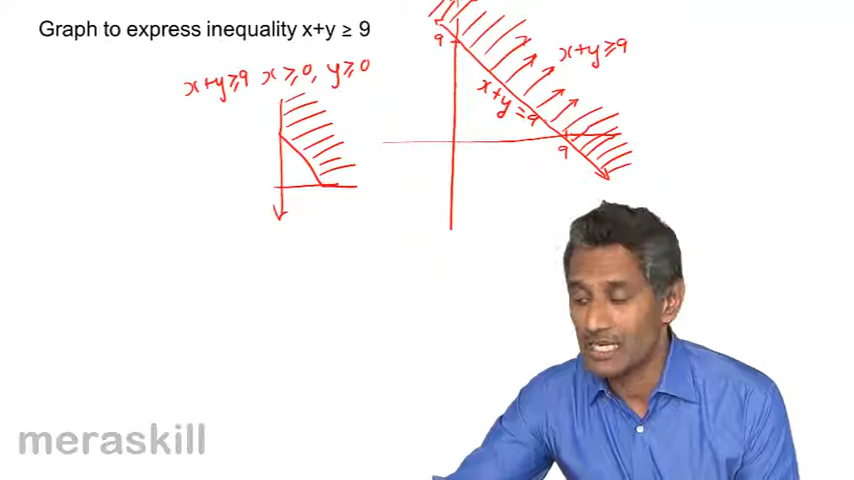 Graph to express inequality x+y ≥ 9
x+y≥9 x≥0, y≥0
9
x+y≥9
x+y=9
9
meraskill